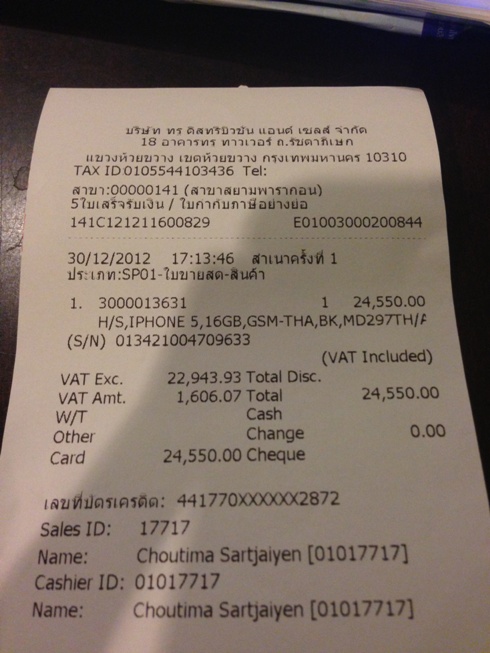 บริษัท ทรู ดิสทริบิวชั่น แอนด์ เซลส์ จำกัด
18 อาคารทรู ทาวเวอร์ ถ.รัชดาภิเษก
แขวงห้วยขวาง เขตห้วยขวาง กรุงเทพมหานคร 10310
TAX ID:0105544103436 Tel:
สาขา:00000141 (สาขาสยามพารากอน)
ใบเสร็จรับเงิน / ใบกำกับภาษีอย่างย่อ
141C121211600829 E01003000200844
30/12/2012 17:13:46 สำเนาครั้งที่ 1
ประเภท:SP01-ใบขายสด-สินค้า
1. 3000013631 1 24,550.00
H/S,IPHONE 5,16GB,GSM-THA,BK,MD297TH/A
(S/N) 013421004709633
(VAT Included)
VAT Exc. 22,943.93 Total Disc.
VAT Amt. 1,606.07 Total 24,550.00
W/T Cash
Other Change 0.00
Card 24,550.00 Cheque
เลขที่บัตรเครดิต: 441770XXXXXX2872
Sales ID: 17717
Name: Choutima Sartjaiyen [01017717]
Cashier ID: 01017717
Name: Choutima Sartjaiyen [01017717]